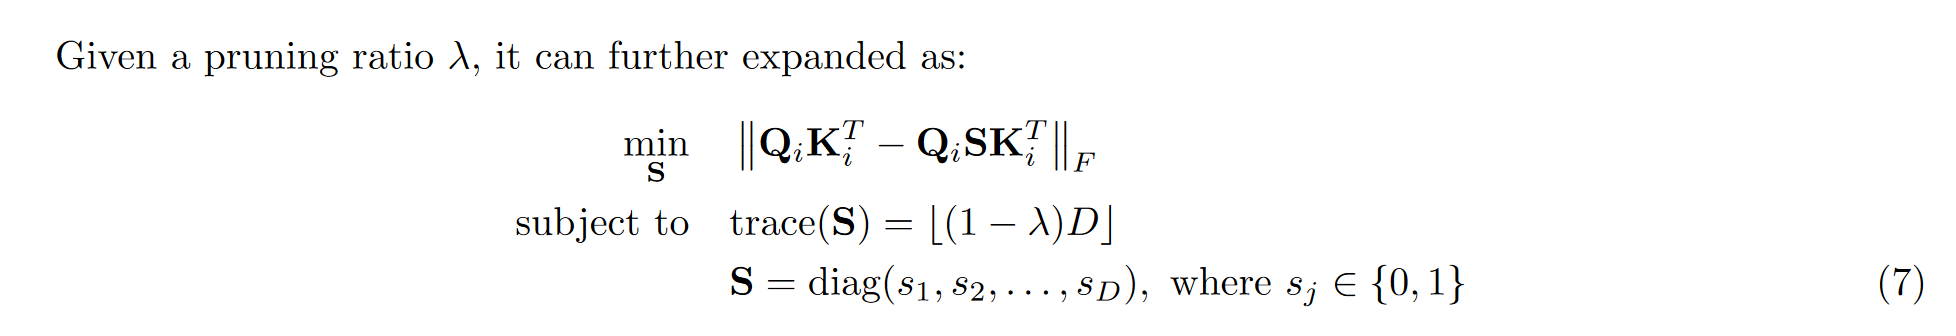 Given a pruning ratio λ, it can further expanded as:
min_S ‖Q_i K_i^T − Q_i S K_i^T‖_F
subject to trace(S) = ⌊(1 − λ)D⌋
S = diag(s_1, s_2, . . . , s_D), where s_j ∈ {0, 1} (7)